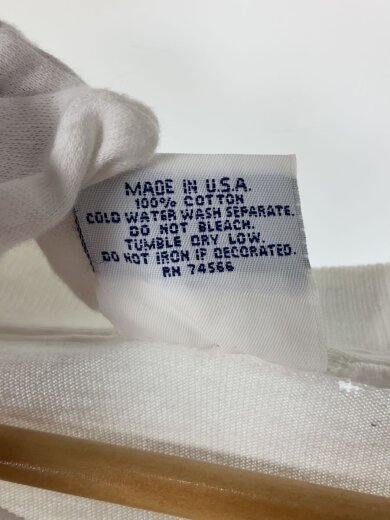 MADE IN U.S.A.
100% COTTON
COLD WATER WASH SEPARATE.
DO NOT BLEACH.
TUMBLE DRY LOW.
DO NOT IRON IF DECORATED.
RN 74566